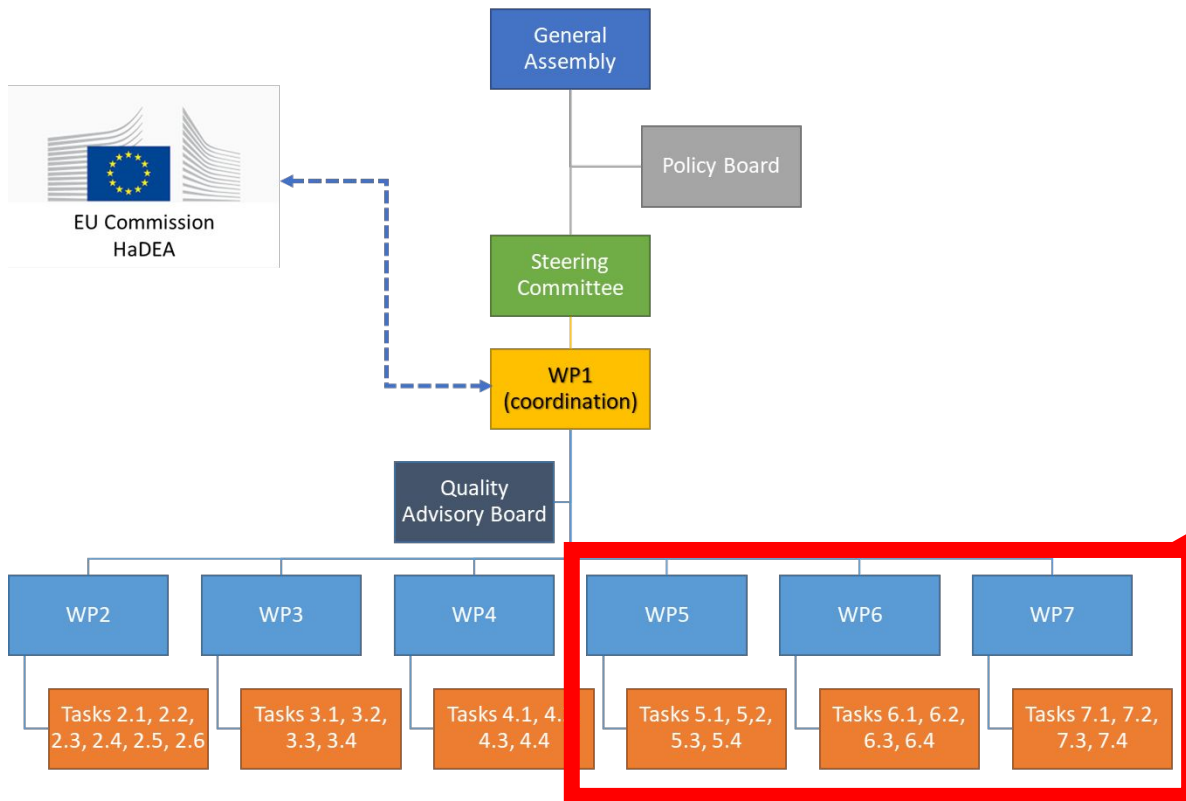 General
Assembly
Policy Board
EU Commission
HaDEA
Steering
Committee
WP1
(coordination)
Quality
Advisory Board
WP2
WP3
WP4
WP5
WP6
WP7
Tasks 2.1, 2.2,
2.3, 2.4, 2.5, 2.6
Tasks 3.1, 3.2,
3.3, 3.4
Tasks 4.1, 4.
4.3, 4.4
Tasks 5.1, 5,2,
5.3, 5.4
Tasks 6.1, 6.2,
6.3, 6.4
Tasks 7.1, 7.2,
7.3, 7.4